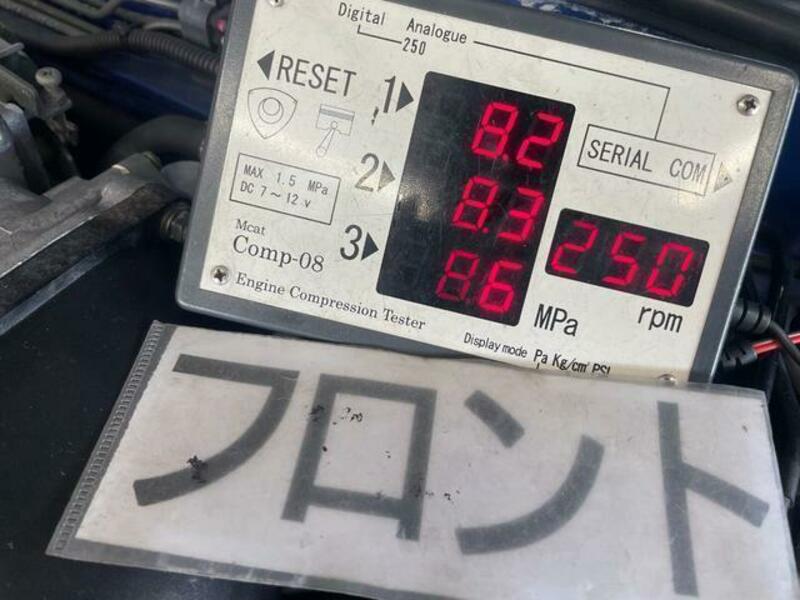 Digital Analogue
250
RESET
1 8.2
SERIAL COM
MAX 1.5 MPa
DC 7～12 v
2 8.3
250
Mcat
Comp-08
3 8.6
MPa
rpm
Engine Compression Tester
Display mode Pa Kg/cm² PSI
フロント